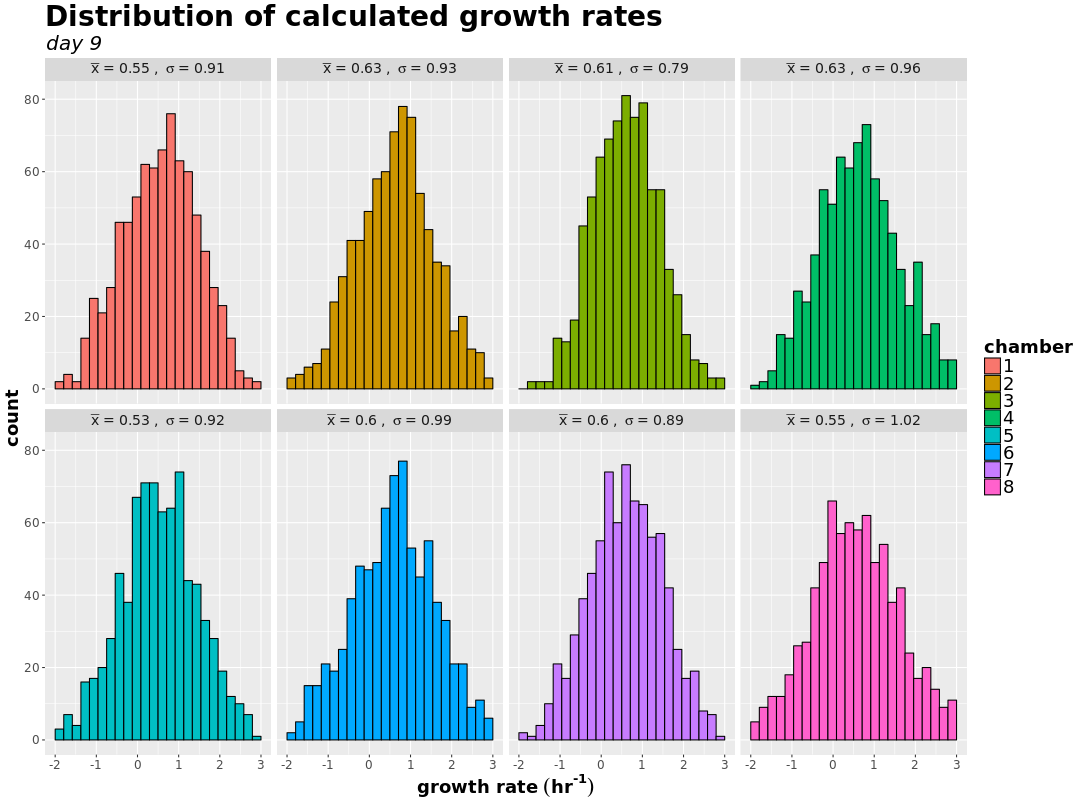 Distribution of calculated growth rates
day 9
x̅ = 0.55 , σ = 0.91
x̅ = 0.63 , σ = 0.93
x̅ = 0.61 , σ = 0.79
x̅ = 0.63 , σ = 0.96
80
60
40
20
0
x̅ = 0.53 , σ = 0.92
x̅ = 0.6 , σ = 0.99
x̅ = 0.6 , σ = 0.89
x̅ = 0.55 , σ = 1.02
80
60
40
20
0
-2 -1 0 1 2 3
-2 -1 0 1 2 3
-2 -1 0 1 2 3
-2 -1 0 1 2 3
count
growth rate (hr⁻¹)
chamber
1
2
3
4
5
6
7
8